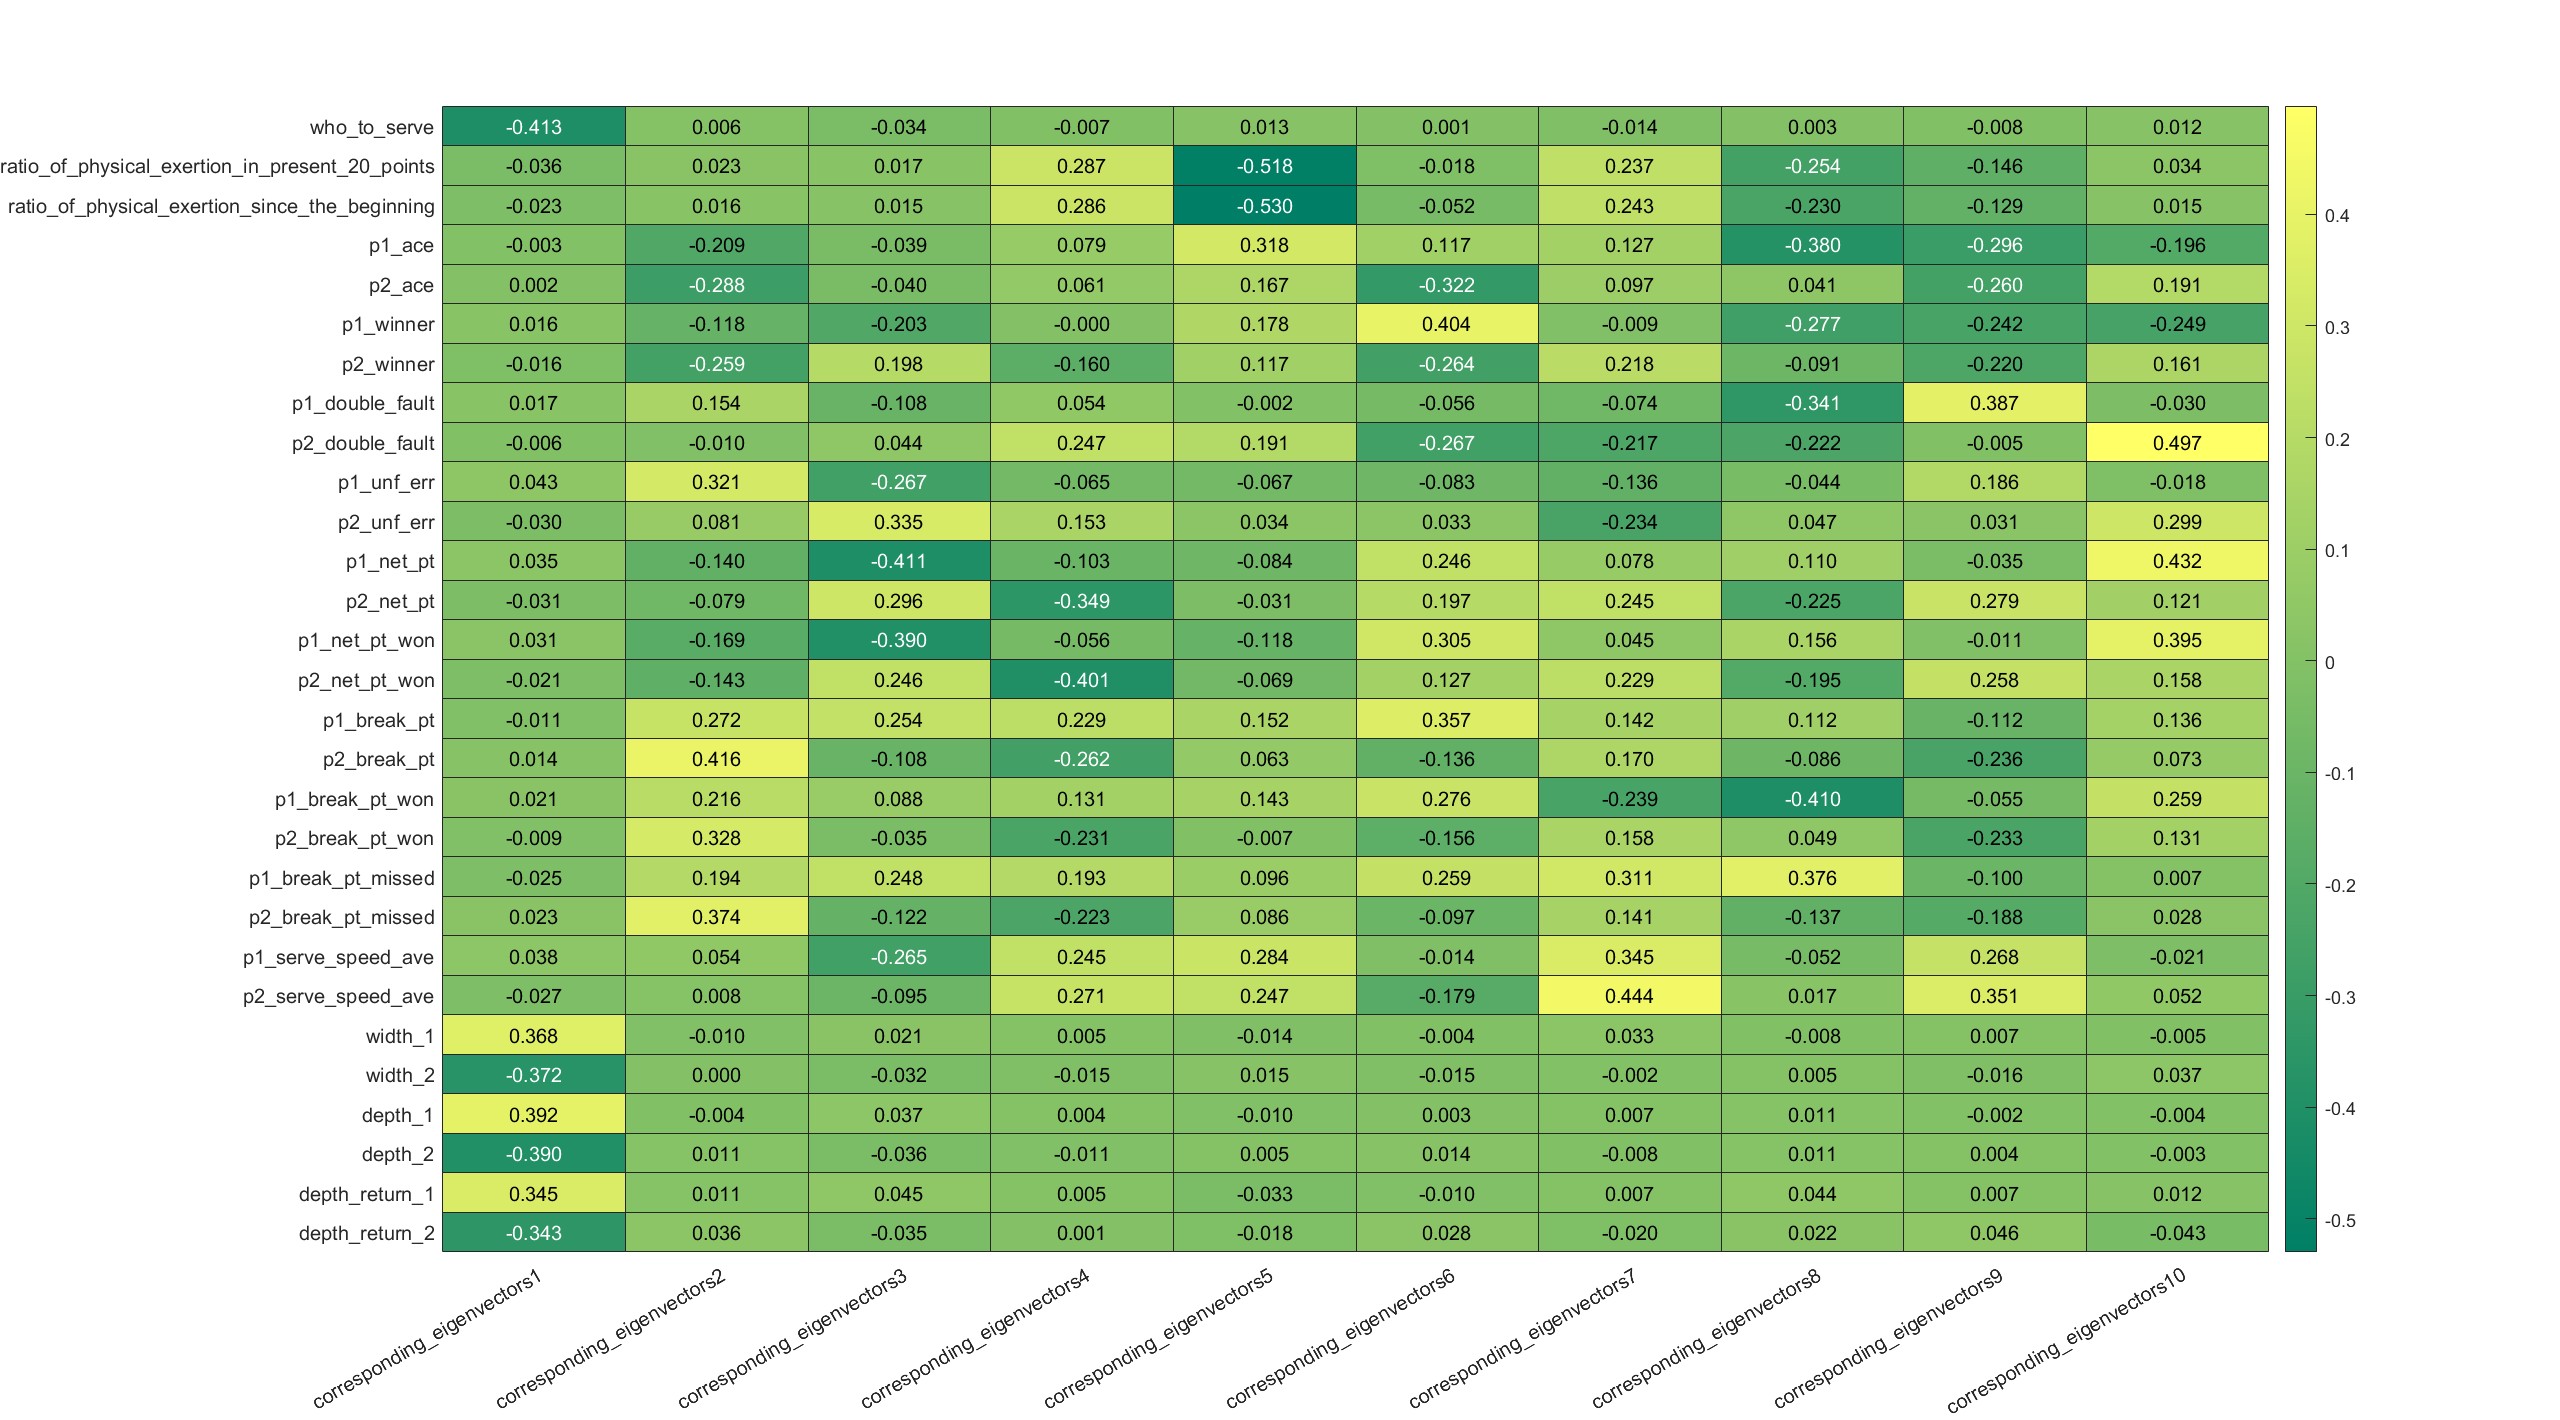 who_to_serve -0.413 0.006 -0.034 -0.007 0.013 0.001 -0.014 0.003 -0.008 0.012
ratio_of_physical_exertion_in_present_20_points -0.036 0.023 0.017 0.287 -0.518 -0.018 0.237 -0.254 -0.146 0.034
ratio_of_physical_exertion_since_the_beginning -0.023 0.016 0.015 0.286 -0.530 -0.052 0.243 -0.230 -0.129 0.015
p1_ace -0.003 -0.209 -0.039 0.079 0.318 0.117 0.127 -0.380 -0.296 -0.196
p2_ace 0.002 -0.288 -0.040 0.061 0.167 -0.322 0.097 0.041 -0.260 0.191
p1_winner 0.016 -0.118 -0.203 -0.000 0.178 0.404 -0.009 -0.277 -0.242 -0.249
p2_winner -0.016 -0.259 0.198 -0.160 0.117 -0.264 0.218 -0.091 -0.220 0.161
p1_double_fault 0.017 0.154 -0.108 0.054 -0.002 -0.056 -0.074 -0.341 0.387 -0.030
p2_double_fault -0.006 -0.010 0.044 0.247 0.191 -0.267 -0.217 -0.222 -0.005 0.497
p1_unf_err 0.043 0.321 -0.267 -0.065 -0.067 -0.083 -0.136 -0.044 0.186 -0.018
p2_unf_err -0.030 0.081 0.335 0.153 0.034 0.033 -0.234 0.047 0.031 0.299
p1_net_pt 0.035 -0.140 -0.411 -0.103 -0.084 0.246 0.078 0.110 -0.035 0.432
p2_net_pt -0.031 -0.079 0.296 -0.349 -0.031 0.197 0.245 -0.225 0.279 0.121
p1_net_pt_won 0.031 -0.169 -0.390 -0.056 -0.118 0.305 0.045 0.156 -0.011 0.395
p2_net_pt_won -0.021 -0.143 0.246 -0.401 -0.069 0.127 0.229 -0.195 0.258 0.158
p1_break_pt -0.011 0.272 0.254 0.229 0.152 0.357 0.142 0.112 -0.112 0.136
p2_break_pt 0.014 0.416 -0.108 -0.262 0.063 -0.136 0.170 -0.086 -0.236 0.073
p1_break_pt_won 0.021 0.216 0.088 0.131 0.143 0.276 -0.239 -0.410 -0.055 0.259
p2_break_pt_won -0.009 0.328 -0.035 -0.231 -0.007 -0.156 0.158 0.049 -0.233 0.131
p1_break_pt_missed -0.025 0.194 0.248 0.193 0.096 0.259 0.311 0.376 -0.100 0.007
p2_break_pt_missed 0.023 0.374 -0.122 -0.223 0.086 -0.097 0.141 -0.137 -0.188 0.028
p1_serve_speed_ave 0.038 0.054 -0.265 0.245 0.284 -0.014 0.345 -0.052 0.268 -0.021
p2_serve_speed_ave -0.027 0.008 -0.095 0.271 0.247 -0.179 0.444 0.017 0.351 0.052
width_1 0.368 -0.010 0.021 0.005 -0.014 -0.004 0.033 -0.008 0.007 -0.005
width_2 -0.372 0.000 -0.032 -0.015 0.015 -0.015 -0.002 0.005 -0.016 0.037
depth_1 0.392 -0.004 0.037 0.004 -0.010 0.003 0.007 0.011 -0.002 -0.004
depth_2 -0.390 0.011 -0.036 -0.011 0.005 0.014 -0.008 0.011 0.004 -0.003
depth_return_1 0.345 0.011 0.045 0.005 -0.033 -0.010 0.007 0.044 0.007 0.012
depth_return_2 -0.343 0.036 -0.035 0.001 -0.018 0.028 -0.020 0.022 0.046 -0.043
corresponding_eigenvectors1
corresponding_eigenvectors2
corresponding_eigenvectors3
corresponding_eigenvectors4
corresponding_eigenvectors5
corresponding_eigenvectors6
corresponding_eigenvectors7
corresponding_eigenvectors8
corresponding_eigenvectors9
corresponding_eigenvectors10
0.4
0.3
0.2
0.1
0
-0.1
-0.2
-0.3
-0.4
-0.5